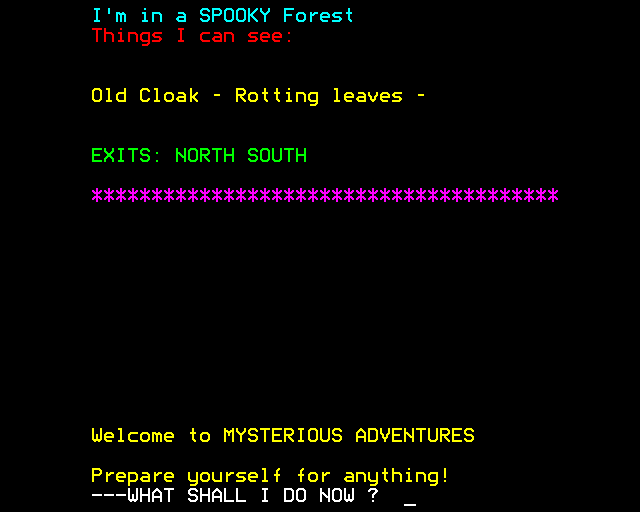 I'm in a SPOOKY Forest
Things I can see:
Old Cloak - Rotting leaves -
EXITS: NORTH SOUTH
***************************************
Welcome to MYSTERIOUS ADVENTURES
Prepare yourself for anything!
---WHAT SHALL I DO NOW ? _